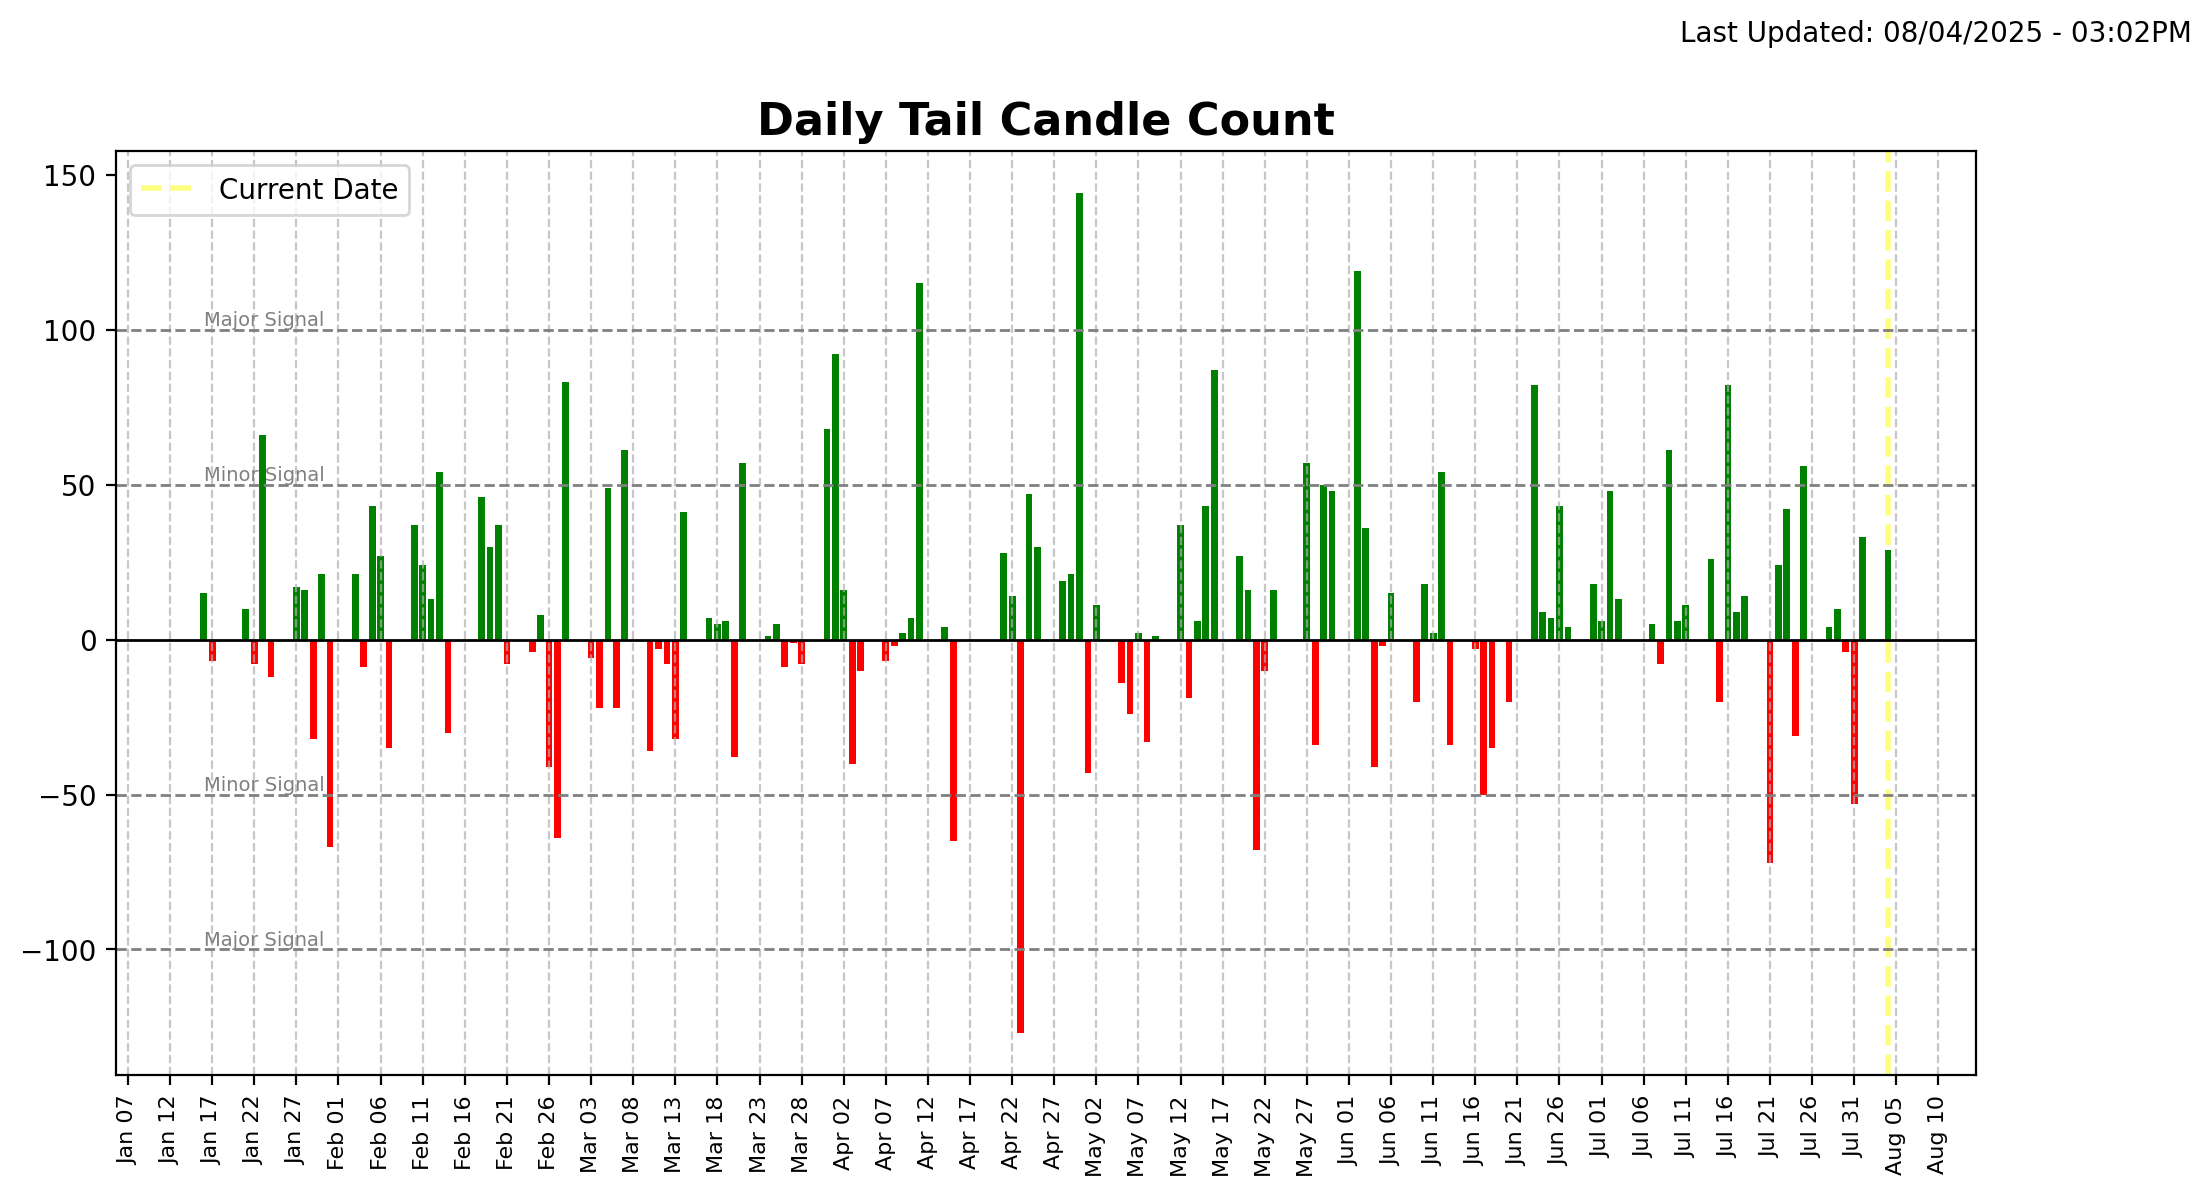 Last Updated: 08/04/2025 - 03:02PM
Daily Tail Candle Count
Current Date
150
100
50
0
−50
−100
Major Signal
Minor Signal
Minor Signal
Major Signal
Jan 07
Jan 12
Jan 17
Jan 22
Jan 27
Feb 01
Feb 06
Feb 11
Feb 16
Feb 21
Feb 26
Mar 03
Mar 08
Mar 13
Mar 18
Mar 23
Mar 28
Apr 02
Apr 07
Apr 12
Apr 17
Apr 22
Apr 27
May 02
May 07
May 12
May 17
May 22
May 27
Jun 01
Jun 06
Jun 11
Jun 16
Jun 21
Jun 26
Jul 01
Jul 06
Jul 11
Jul 16
Jul 21
Jul 26
Jul 31
Aug 05
Aug 10